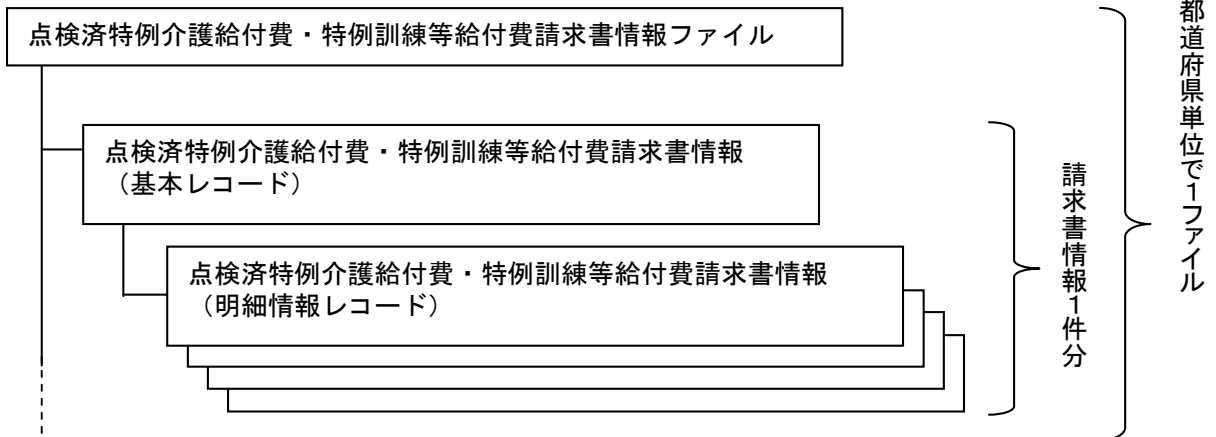 点検済特例介護給付費・特例訓練等給付費請求書情報ファイル
点検済特例介護給付費・特例訓練等給付費請求書情報
（基本レコード）
点検済特例介護給付費・特例訓練等給付費請求書情報
（明細情報レコード）
請求書情報１件分
都道府県単位で１ファイル